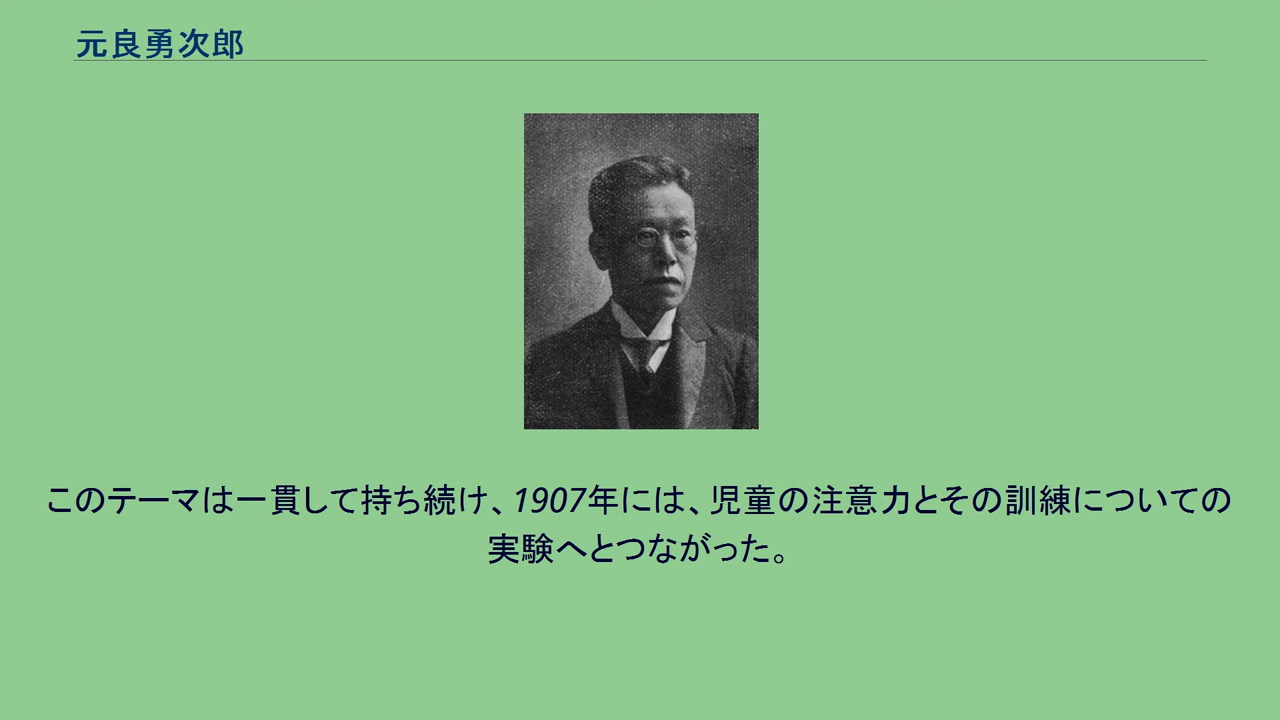 元良勇次郎
このテーマは一貫して持ち続け、1907年には、児童の注意力とその訓練についての
実験へとつながった。